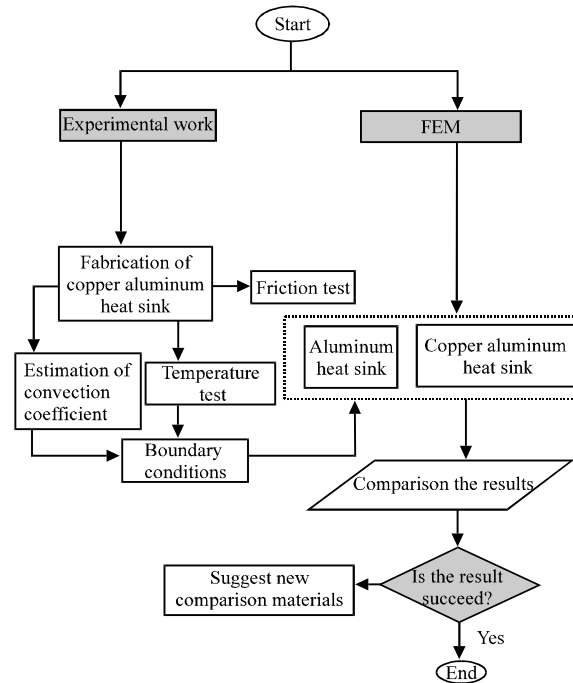 Start
Experimental work
FEM
Fabrication of
copper aluminum
heat sink
Friction test
Aluminum
heat sink
Copper aluminum
heat sink
Estimation of
convection
coefficient
Temperature
test
Boundary
conditions
Comparison the results
Is the result
succeed?
Suggest new
comparison materials
Yes
End